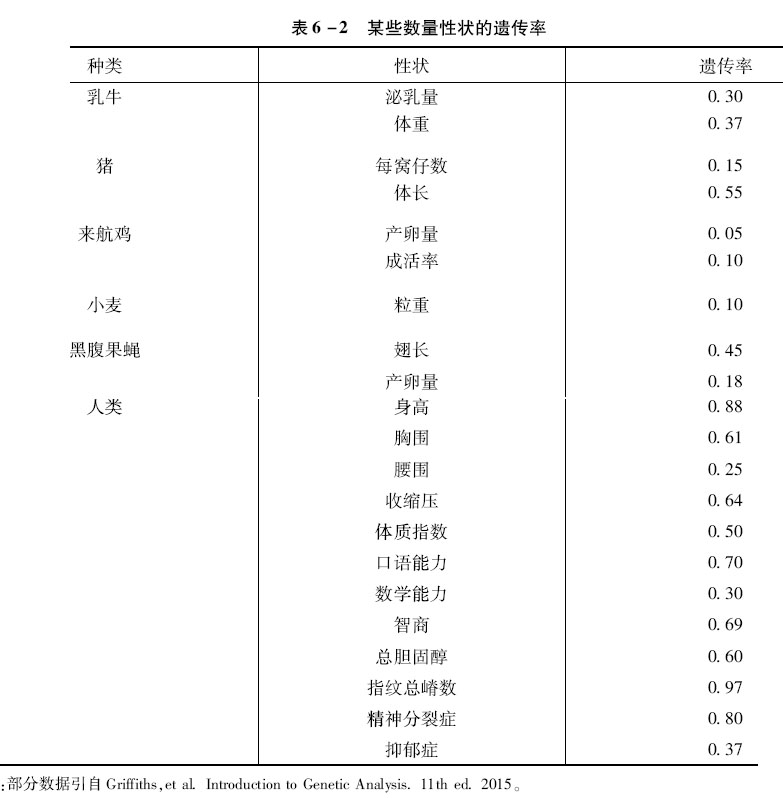 表6-2 某些数量性状的遗传率
种类 性状 遗传率
乳牛 泌乳量 0.30
体重 0.37
猪 每窝仔数 0.15
体长 0.55
来航鸡 产卵量 0.05
成活率 0.10
小麦 粒重 0.10
黑腹果蝇 翅长 0.45
产卵量 0.18
人类 身高 0.88
胸围 0.61
腰围 0.25
收缩压 0.64
体质指数 0.50
口语能力 0.70
数学能力 0.30
智商 0.69
总胆固醇 0.60
指纹总嵴数 0.97
精神分裂症 0.80
抑郁症 0.37
:部分数据引自 Griffiths,et al. Introduction to Genetic Analysis. 11th ed. 2015。